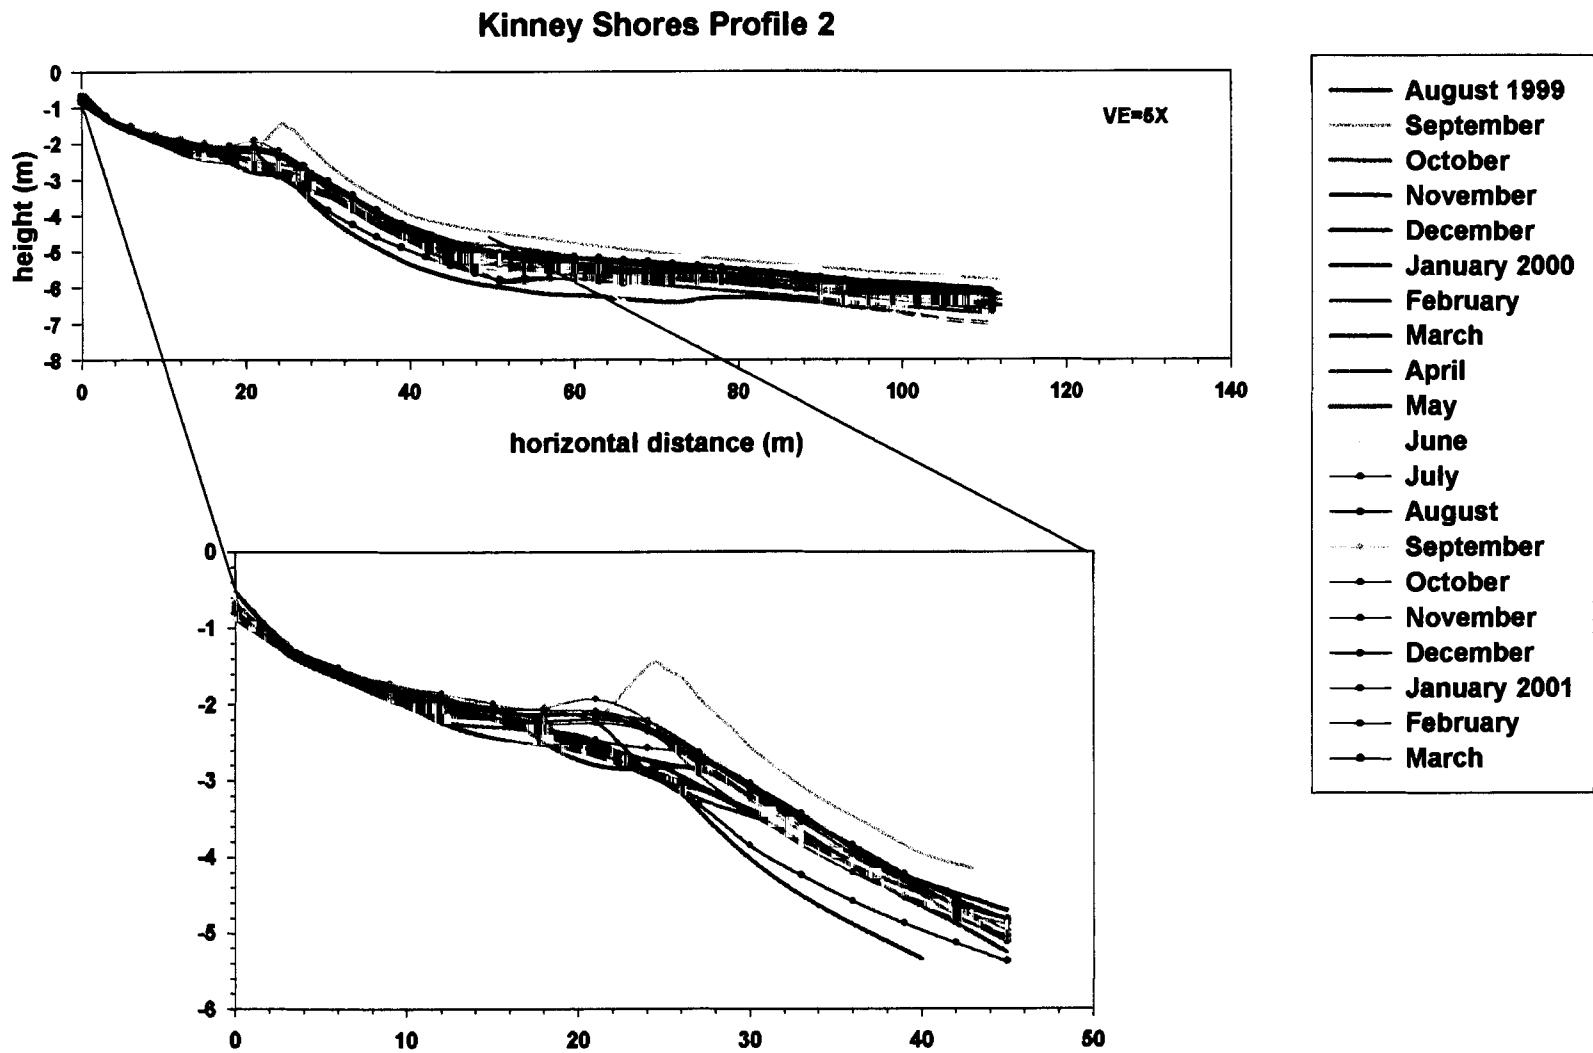 Kinney Shores Profile 2
0
-1
-2
-3
-4
-5
-6
-7
-8
height (m)
VE=5X
0
20
40
60
80
100
120
140
horizontal distance (m)
0
-1
-2
-3
-4
-5
-6
0
10
20
30
40
50
August 1999
September
October
November
December
January 2000
February
March
April
May
June
July
August
September
October
November
December
January 2001
February
March